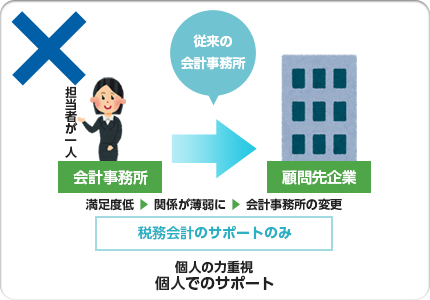 従来の
会計事務所
担当者が一人
会計事務所
顧問先企業
満足度低 ▶ 関係が薄弱に ▶ 会計事務所の変更
税務会計のサポートのみ
個人の力重視
個人でのサポート